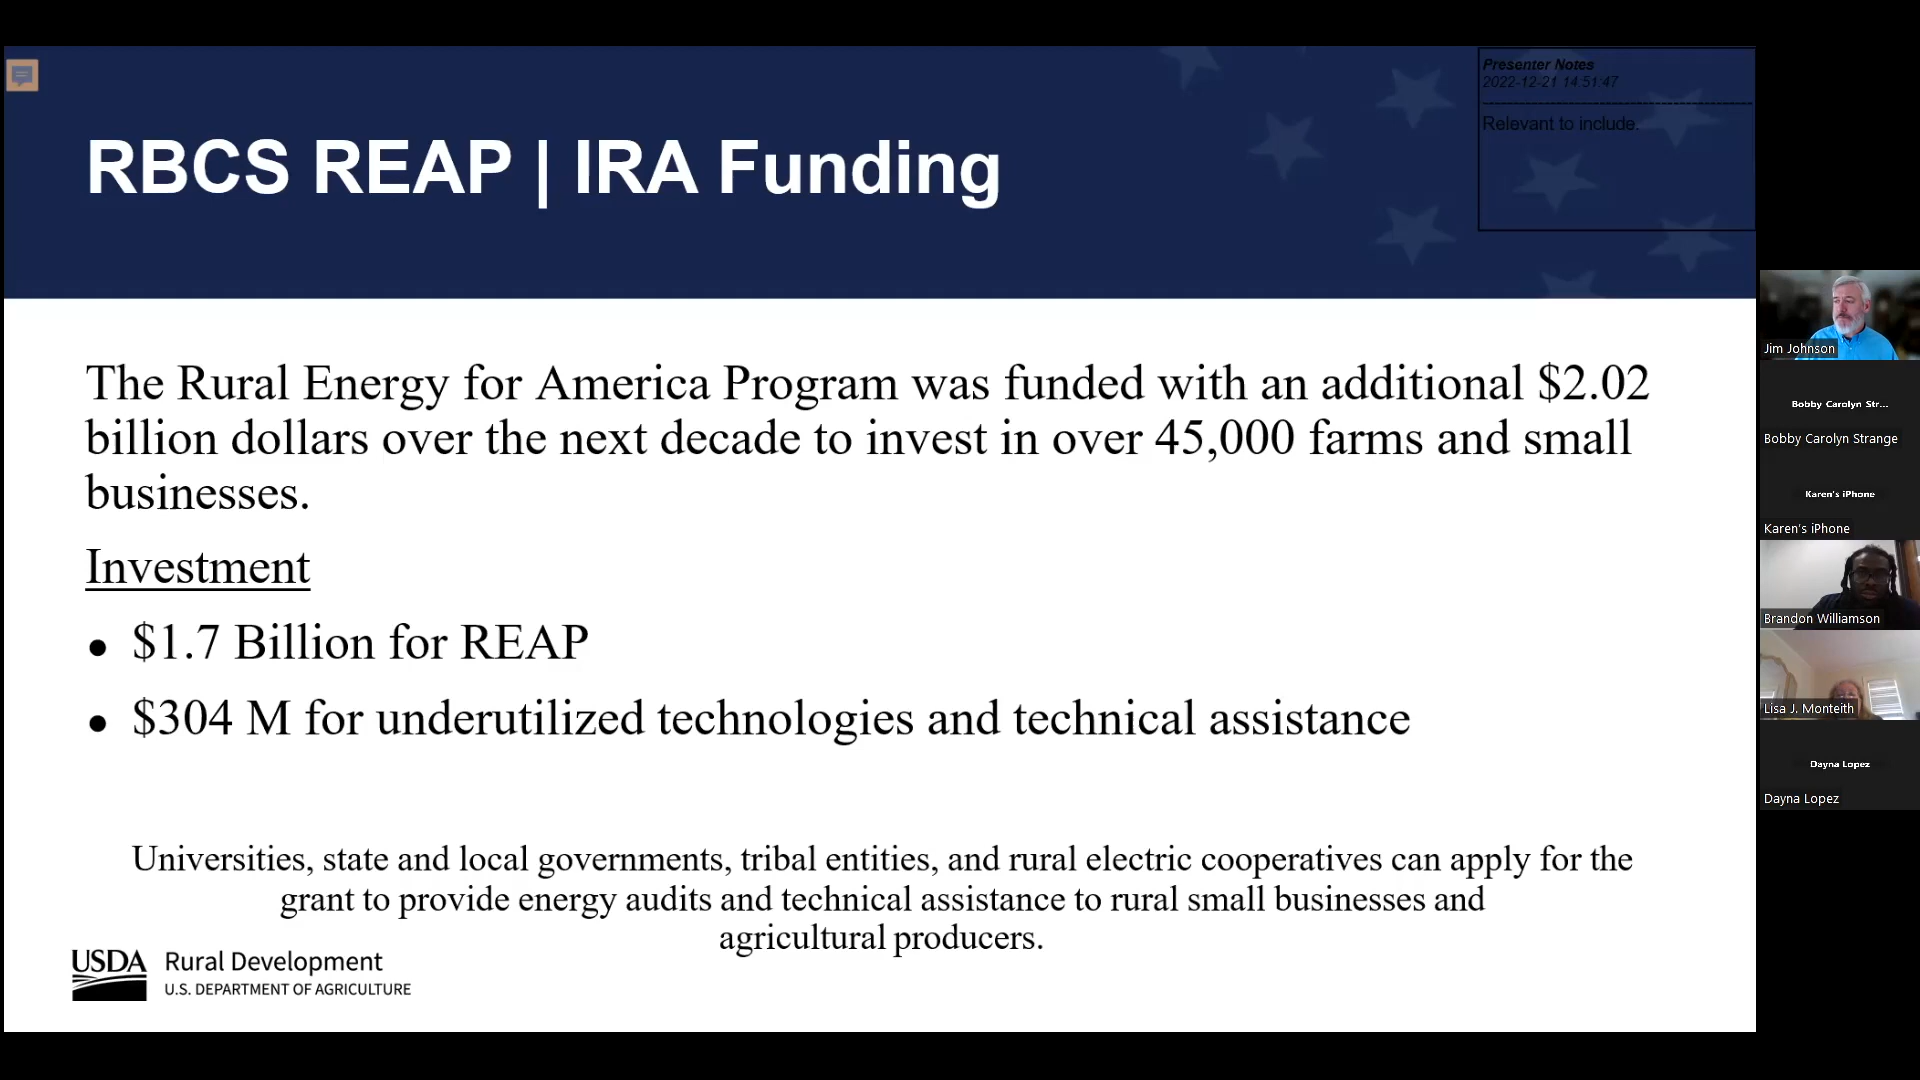 Presenter Notes
2022-12-21 14:51:47
Relevant to include.
RBCS REAP | IRA Funding
The Rural Energy for America Program was funded with an additional $2.02
billion dollars over the next decade to invest in over 45,000 farms and small
businesses.
Investment
• $1.7 Billion for REAP
• $304 M for underutilized technologies and technical assistance
Universities, state and local governments, tribal entities, and rural electric cooperatives can apply for the
grant to provide energy audits and technical assistance to rural small businesses and
agricultural producers.
USDA Rural Development
U.S. DEPARTMENT OF AGRICULTURE
Jim Johnson
Bobby Carolyn Str...
Bobby Carolyn Strange
Karen's iPhone
Karen's iPhone
Brandon Williamson
Lisa J. Monteith
Dayna Lopez
Dayna Lopez